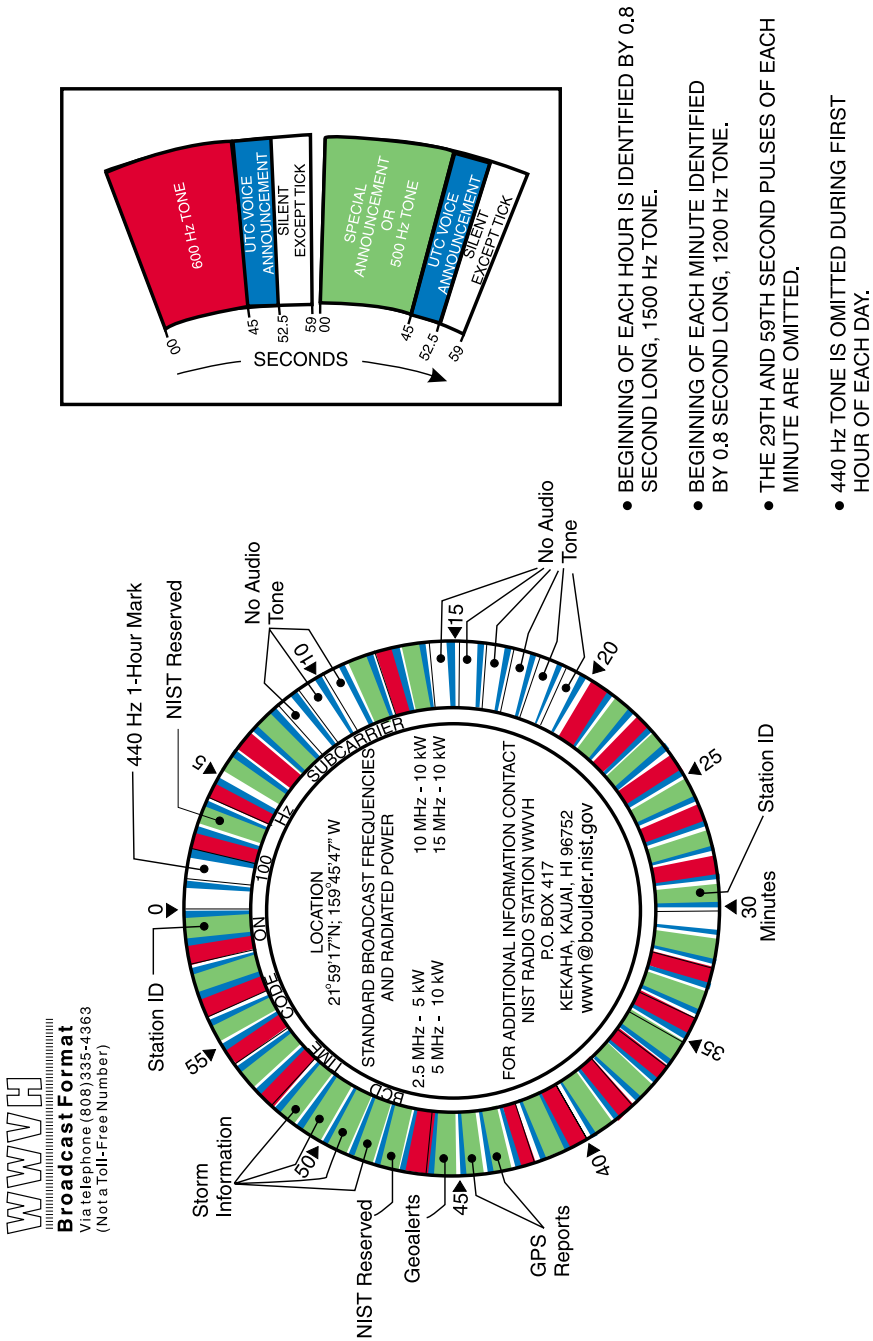 WWVH
Broadcast Format
Via telephone (808) 335-4363
(Not a Toll-Free Number)
Station ID
440 Hz 1-Hour Mark
NIST Reserved
No Audio
Tone
No Audio
Tone
Station ID
Minutes
GPS
Reports
Geoalerts
NIST Reserved
Storm
Information
0
5
10
15
20
25
30
35
40
45
50
55
BCD TIME CODE ON 100 Hz SUBCARRIER
LOCATION
21°59'17"N; 159°45'47" W
STANDARD BROADCAST FREQUENCIES
AND RADIATED POWER
2.5 MHz - 5 kW 10 MHz - 10 kW
5 MHz - 10 kW 15 MHz - 10 kW
FOR ADDITIONAL INFORMATION CONTACT
NIST RADIO STATION WWVH
P.O. BOX 417
KEKAHA, KAUAI, HI 96752
wwvh@boulder.nist.gov
600 Hz TONE
UTC VOICE
ANNOUNCEMENT
SILENT
EXCEPT TICK
SPECIAL
ANNOUNCEMENT
OR
500 Hz TONE
UTC VOICE
ANNOUNCEMENT
SILENT
EXCEPT TICK
00
45
52.5
59
00
45
52.5
59
SECONDS
• BEGINNING OF EACH HOUR IS IDENTIFIED BY 0.8
SECOND LONG, 1500 Hz TONE.
• BEGINNING OF EACH MINUTE IDENTIFIED
BY 0.8 SECOND LONG, 1200 Hz TONE.
• THE 29TH AND 59TH SECOND PULSES OF EACH
MINUTE ARE OMITTED.
• 440 Hz TONE IS OMITTED DURING FIRST
HOUR OF EACH DAY.